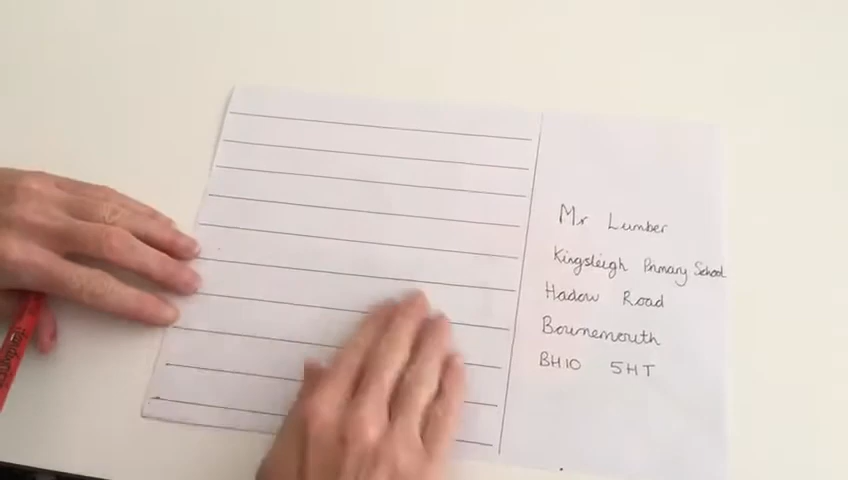 Mr Lumber
Kingsleigh Primary School
Hadow Road
Bournemouth
BH10 5HT